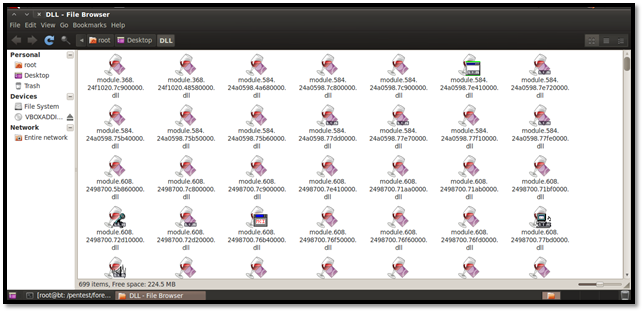 DLL - File Browser
File Edit View Go Bookmarks Help
root Desktop DLL
Personal
root
Desktop
Trash
Devices
File System
VBOXADDI...
Network
Entire network
module.368. module.368. module.584. module.584. module.584. module.584. module.584.
24f1020.7c900000. 24f1020.48580000. 24a0598.4a680000. 24a0598.7c800000. 24a0598.7c900000. 24a0598.7e410000. 24a0598.7e720000.
dll dll dll dll dll dll dll
module.584. module.584. module.584. module.584. module.584. module.584. module.584.
24a0598.75b40000. 24a0598.75b50000. 24a0598.75b60000. 24a0598.77dd0000. 24a0598.77e70000. 24a0598.77f10000. 24a0598.77fe0000.
dll dll dll dll dll dll dll
module.608. module.608. module.608. module.608. module.608. module.608. module.608.
2498700.5b860000. 2498700.7c800000. 2498700.7c900000. 2498700.7e410000. 2498700.71aa0000. 2498700.71ab0000. 2498700.71bf0000.
dll dll dll dll dll dll dll
module.608. module.608. module.608. module.608. module.608. module.608. module.608.
2498700.72d10000. 2498700.72d20000. 2498700.76b40000. 2498700.76f50000. 2498700.76f60000. 2498700.76fd0000. 2498700.77bd0000.
dll dll dll dll dll dll dll
699 items, Free space: 224.5 MB
[root@bt: /pentest/fore... DLL - File Browser